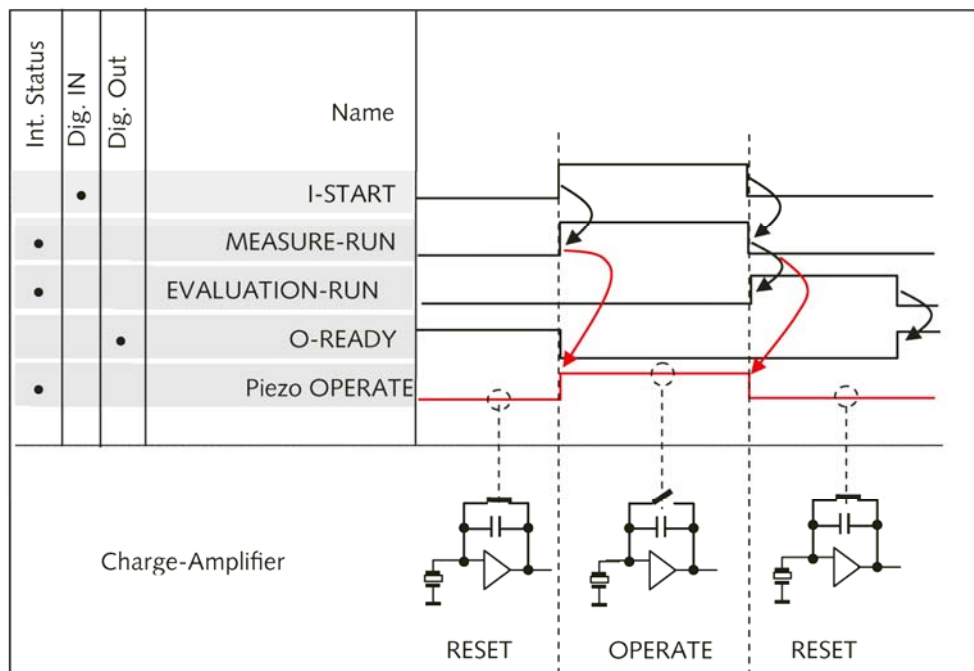 Int. Status
Dig. IN
Dig. Out
Name
I-START
MEASURE-RUN
EVALUATION-RUN
O-READY
Piezo OPERATE
Charge-Amplifier
RESET
OPERATE
RESET